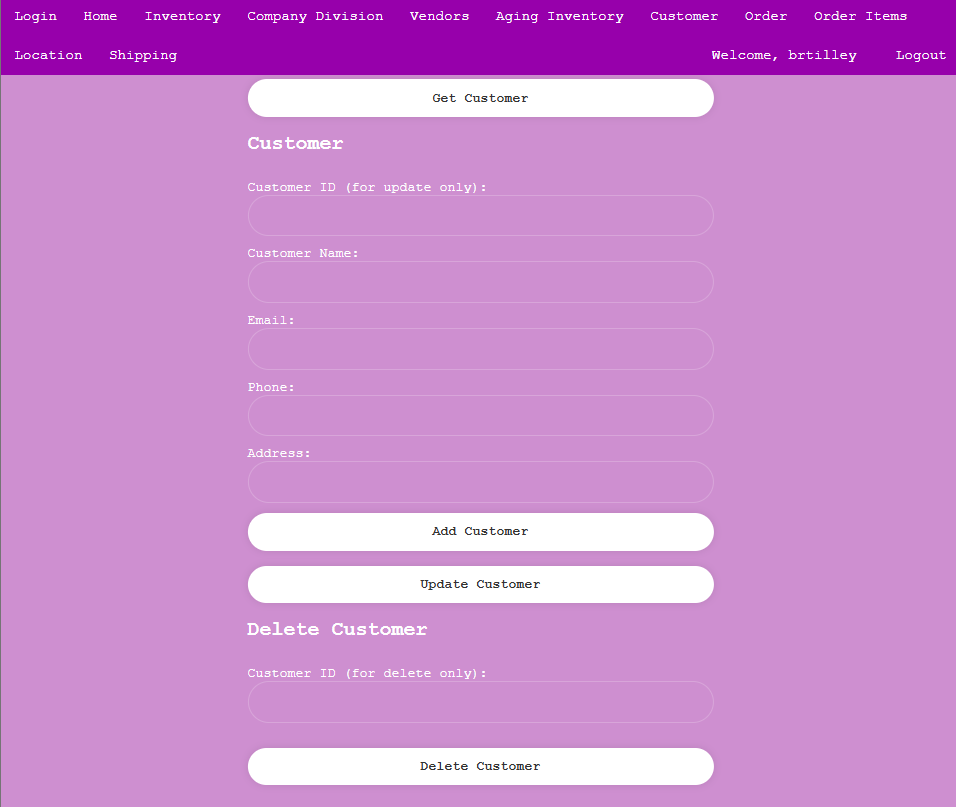 Login Home Inventory Company Division Vendors Aging Inventory Customer Order Order Items
Location Shipping Welcome, brtilley Logout
Get Customer
Customer
Customer ID (for update only):
Customer Name:
Email:
Phone:
Address:
Add Customer
Update Customer
Delete Customer
Customer ID (for delete only):
Delete Customer